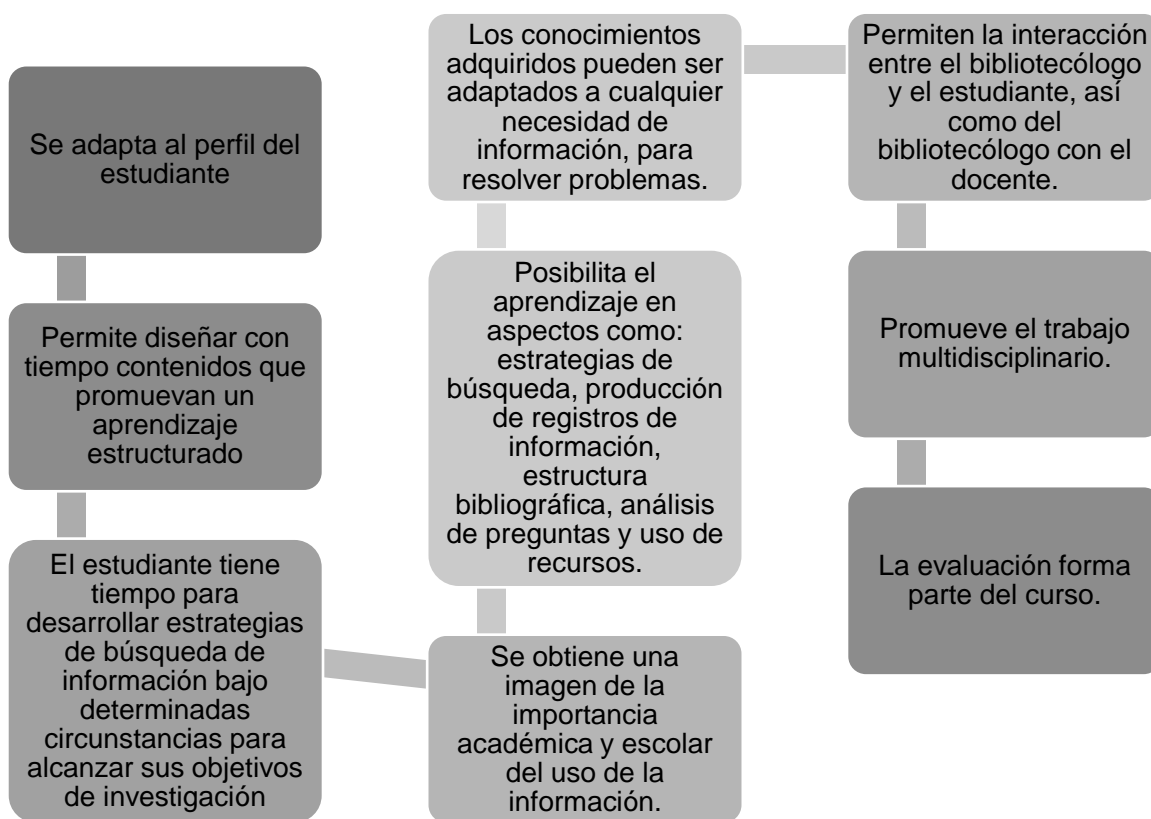 Se adapta al perfil del
estudiante
Permite diseñar con
tiempo contenidos que
promuevan un
aprendizaje
estructurado
El estudiante tiene
tiempo para
desarrollar estrategias
de búsqueda de
información bajo
determinadas
circunstancias para
alcanzar sus objetivos
de investigación
Se obtiene una
imagen de la
importancia
académica y escolar
del uso de la
información.
Posibilita el
aprendizaje en
aspectos como:
estrategias de
búsqueda, producción
de registros de
información,
estructura
bibliográfica, análisis
de preguntas y uso de
recursos.
Los conocimientos
adquiridos pueden ser
adaptados a cualquier
necesidad de
información, para
resolver problemas.
Permiten la interacción
entre el bibliotecólogo
y el estudiante, así
como del
bibliotecólogo con el
docente.
Promueve el trabajo
multidisciplinario.
La evaluación forma
parte del curso.